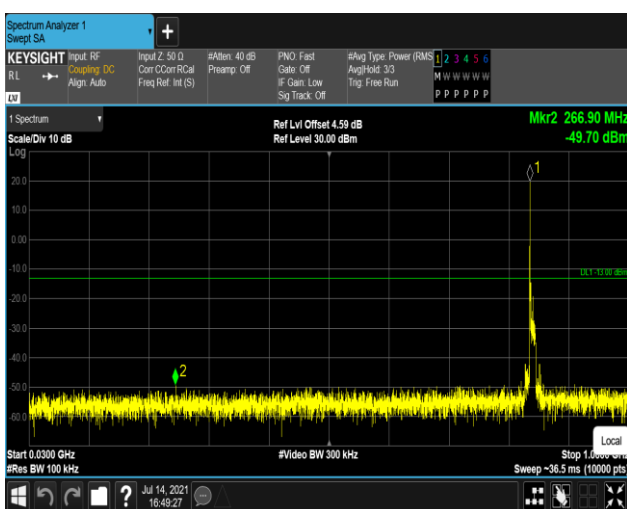 Spectrum Analyzer 1
Swept SA
+
KEYSIGHT
RL
LXI
Input: RF
Coupling: DC
Align: Auto
Input Z: 50 Ω
Corr CCorr RCal
Freq Ref: Int (S)
#Atten: 40 dB
Preamp: Off
PNO: Fast
Gate: Off
IF Gain: Low
Sig Track: Off
#Avg Type: Power (RMS
Avg|Hold: 3/3
Trig: Free Run
1 2 3 4 5 6
M W W W W W
P P P P P P
1 Spectrum
Scale/Div 10 dB
Log
Ref Lvl Offset 4.59 dB
Ref Level 30.00 dBm
Mkr2 266.90 MHz
-49.70 dBm
1
20.0
10.0
0.00
-10.0
DL1 -13.00 dBm
-20.0
-30.0
-40.0
2
-50.0
-60.0
Local
Start 0.0300 GHz
#Video BW 300 kHz
Stop 1.0000 GHz
#Res BW 100 kHz
Sweep ~36.5 ms (10000 pts)
?
Jul 14, 2021
16:49:27